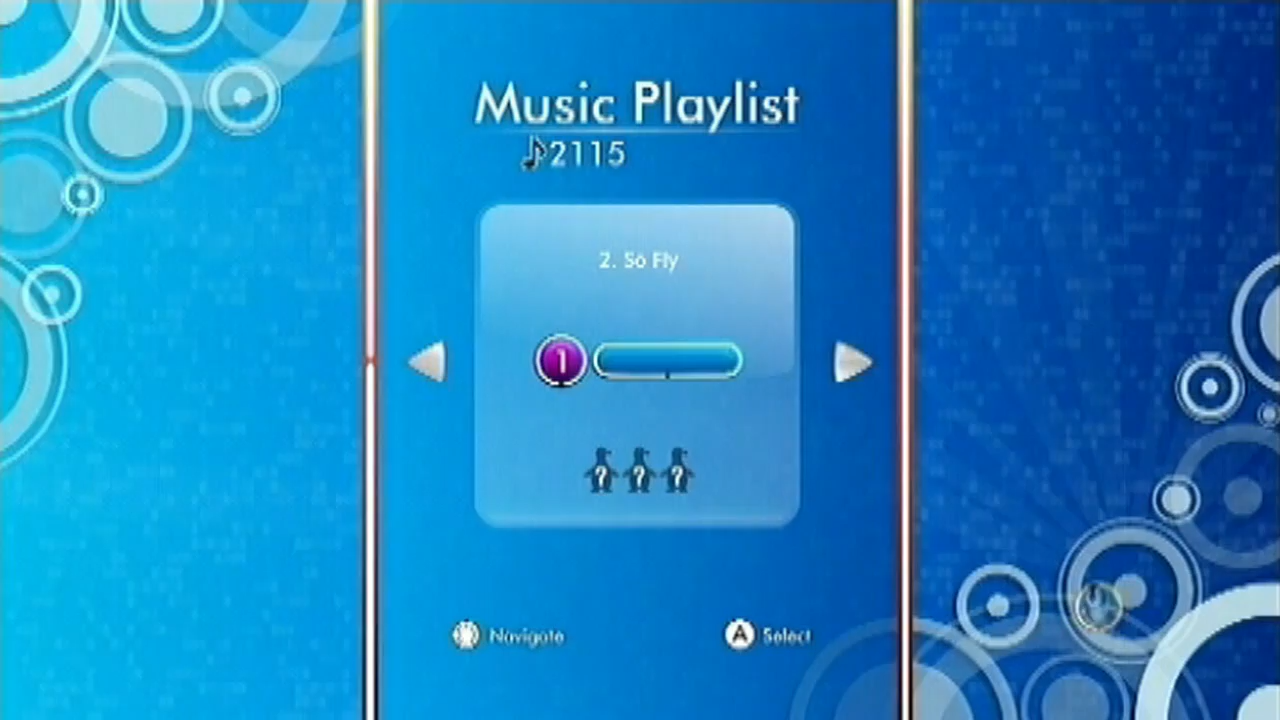 Music Playlist
♪2115
2. So Fly
1
? ? ?
Navigate
A Select